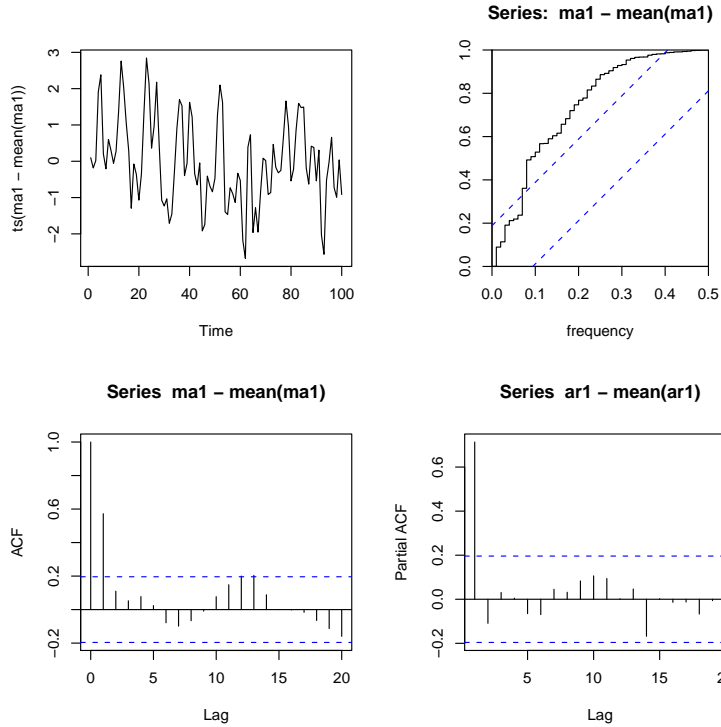 ts(ma1 − mean(ma1))
3
2
1
0
−1
−2
0 20 40 60 80 100
Time
Series: ma1 − mean(ma1)
1.0
0.8
0.6
0.4
0.2
0.0
0.0 0.1 0.2 0.3 0.4 0.5
frequency
Series ma1 − mean(ma1)
ACF
1.0
0.6
0.2
−0.2
0 5 10 15 20
Lag
Series ar1 − mean(ar1)
Partial ACF
0.6
0.4
0.2
0.0
−0.2
5 10 15
Lag